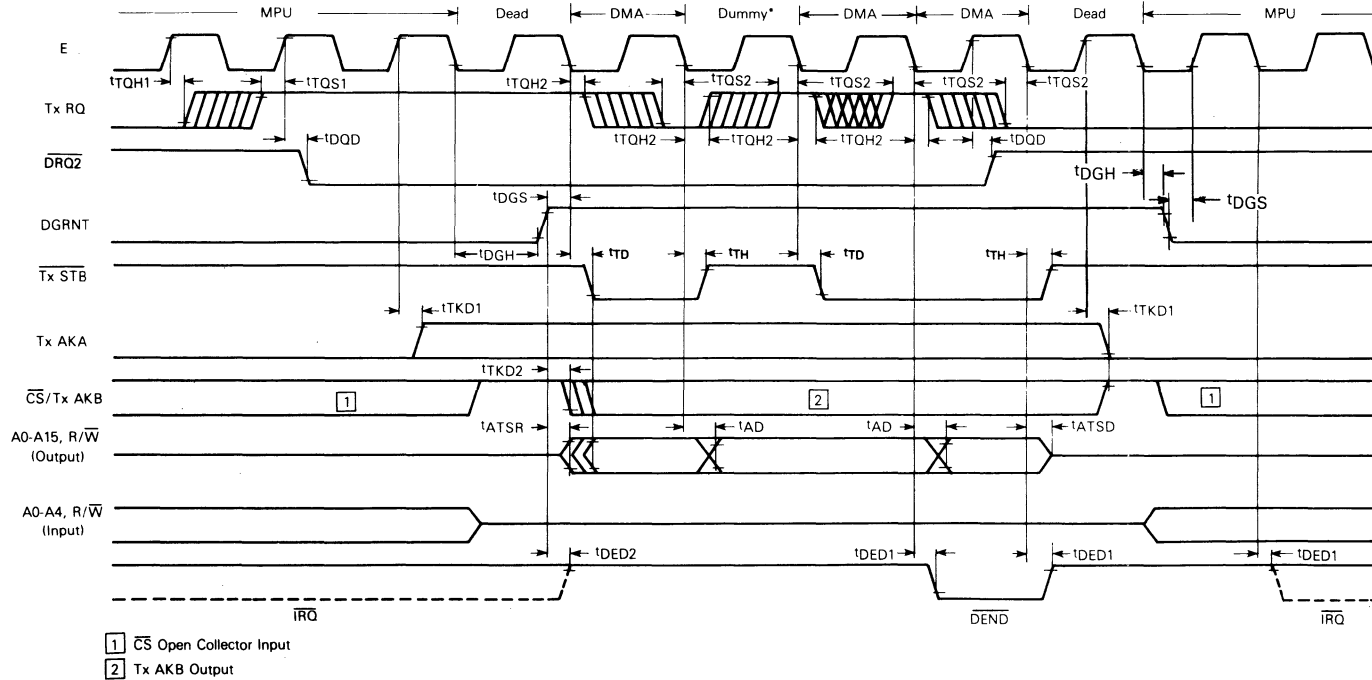 MPU Dead DMA Dummy* DMA DMA Dead MPU
E
tTQH1 tTQS1 tTQH2 tTQS2 tTQS2 tTQS2 tTQS2
Tx RQ
tDQD tTQH2 tTQH2 tTQH2 tDQD
DRQ2
tDGH
tDGS tDGS
DGRNT
tDGH tTD tTH tTD tTH
Tx STB
tTKD1 tTKD1
Tx AKA
tTKD2
CS/Tx AKB 1 2 1
tATSR tAD tAD tATSD
A0-A15, R/W
(Output)
A0-A4, R/W
(Input)
tDED2 tDED1 tDED1 tDED1
IRQ DEND IRQ
1 CS Open Collector Input
2 Tx AKB Output